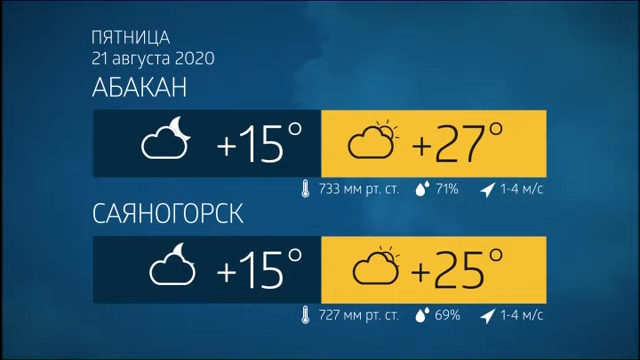 ПЯТНИЦА
21 августа 2020
АБАКАН
+15° +27°
733 мм рт. ст. 71% 1-4 м/с
САЯНОГОРСК
+15° +25°
727 мм рт. ст. 69% 1-4 м/с